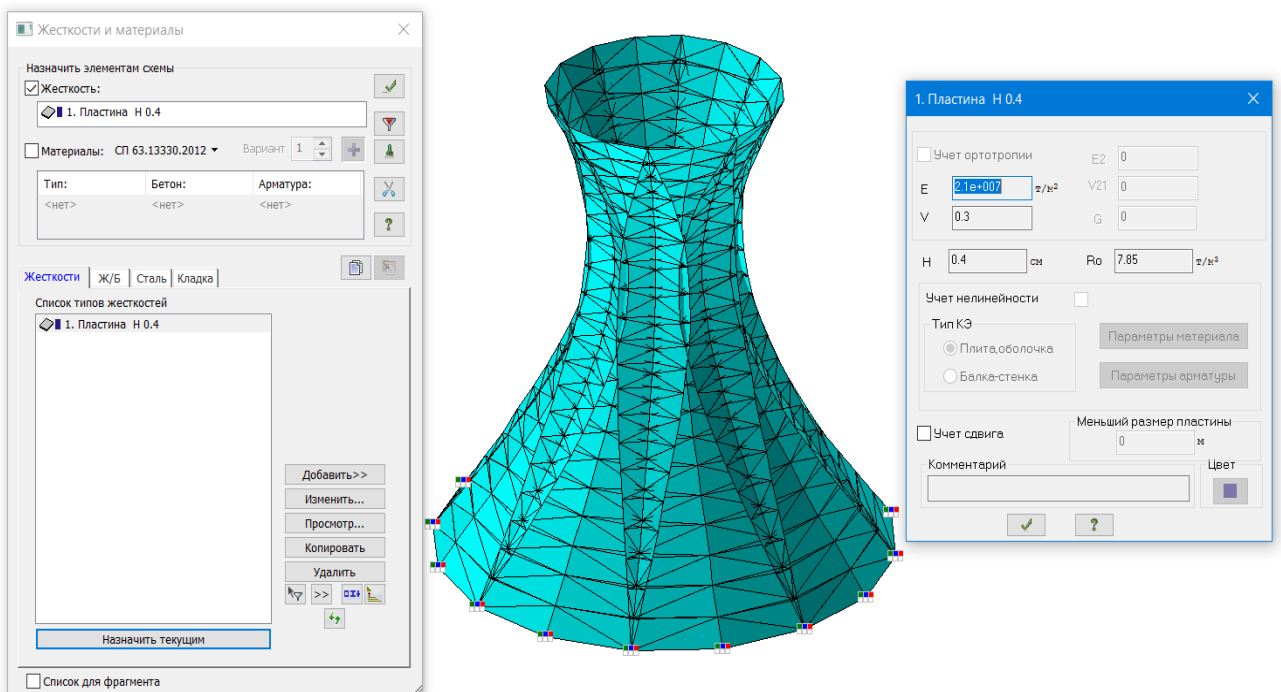 Жесткости и материалы
Назначить элементам схемы
Жесткость:
1. Пластина Н 0.4
Материалы: СП 63.13330.2012 Вариант 1
Тип: Бетон: Арматура:
<нет> <нет> <нет>
Жесткости Ж/Б Сталь Кладка
Список типов жесткостей
1. Пластина Н 0.4
Добавить>>
Изменить...
Просмотр...
Копировать
Удалить
>>
Назначить текущим
Список для фрагмента
1. Пластина Н 0.4
Учет ортотропии E2 0
E 2.1e+007 т/м² V21 0
V 0.3 G 0
H 0.4 см Ro 7.85 т/м³
Учет нелинейности
Тип КЭ
Плита,оболочка Параметры материала
Балка-стенка Параметры арматуры
Меньший размер пластины
Учет сдвига 0 м
Комментарий Цвет
?